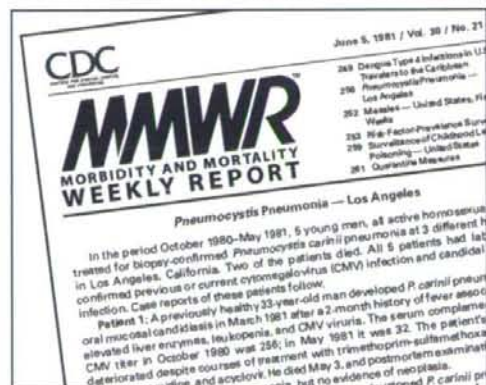 CDC
June 5, 1981 / Vol. 30 / No. 21
MMWR
MORBIDITY AND MORTALITY
WEEKLY REPORT
249 Dengue Type 4 Infections in U.S.
Travelers to the Caribbean
250 Pneumocystis Pneumonia —
Los Angeles
252 Measles — United States, First
Weeks
253 Risk-Factor-Prevalence Surv
259 Surveillance of Childhood Le
Poisoning — United States
261 Quarantine Measures
Pneumocystis Pneumonia — Los Angeles
In the period October 1980–May 1981, 5 young men, all active homosexua
treated for biopsy-confirmed Pneumocystis carinii pneumonia at 3 different h
in Los Angeles, California. Two of the patients died. All 5 patients had lab
confirmed previous or current cytomegalovirus (CMV) infection and candidal
infection. Case reports of these patients follow.
Patient 1: A previously healthy 33-year-old man developed P. carinii pneum
oral mucosal candidiasis in March 1981 after a 2-month history of fever assoc
elevated liver enzymes, leukopenia, and CMV viruria. The serum compleme
CMV titer in October 1980 was 256; in May 1981 it was 32. The patient's
deteriorated despite courses of treatment with trimethoprim-sulfamethoxa
and acyclovir. He died May 3, and postmortem examinati
but no evidence of neoplasia.
P. carinii pn